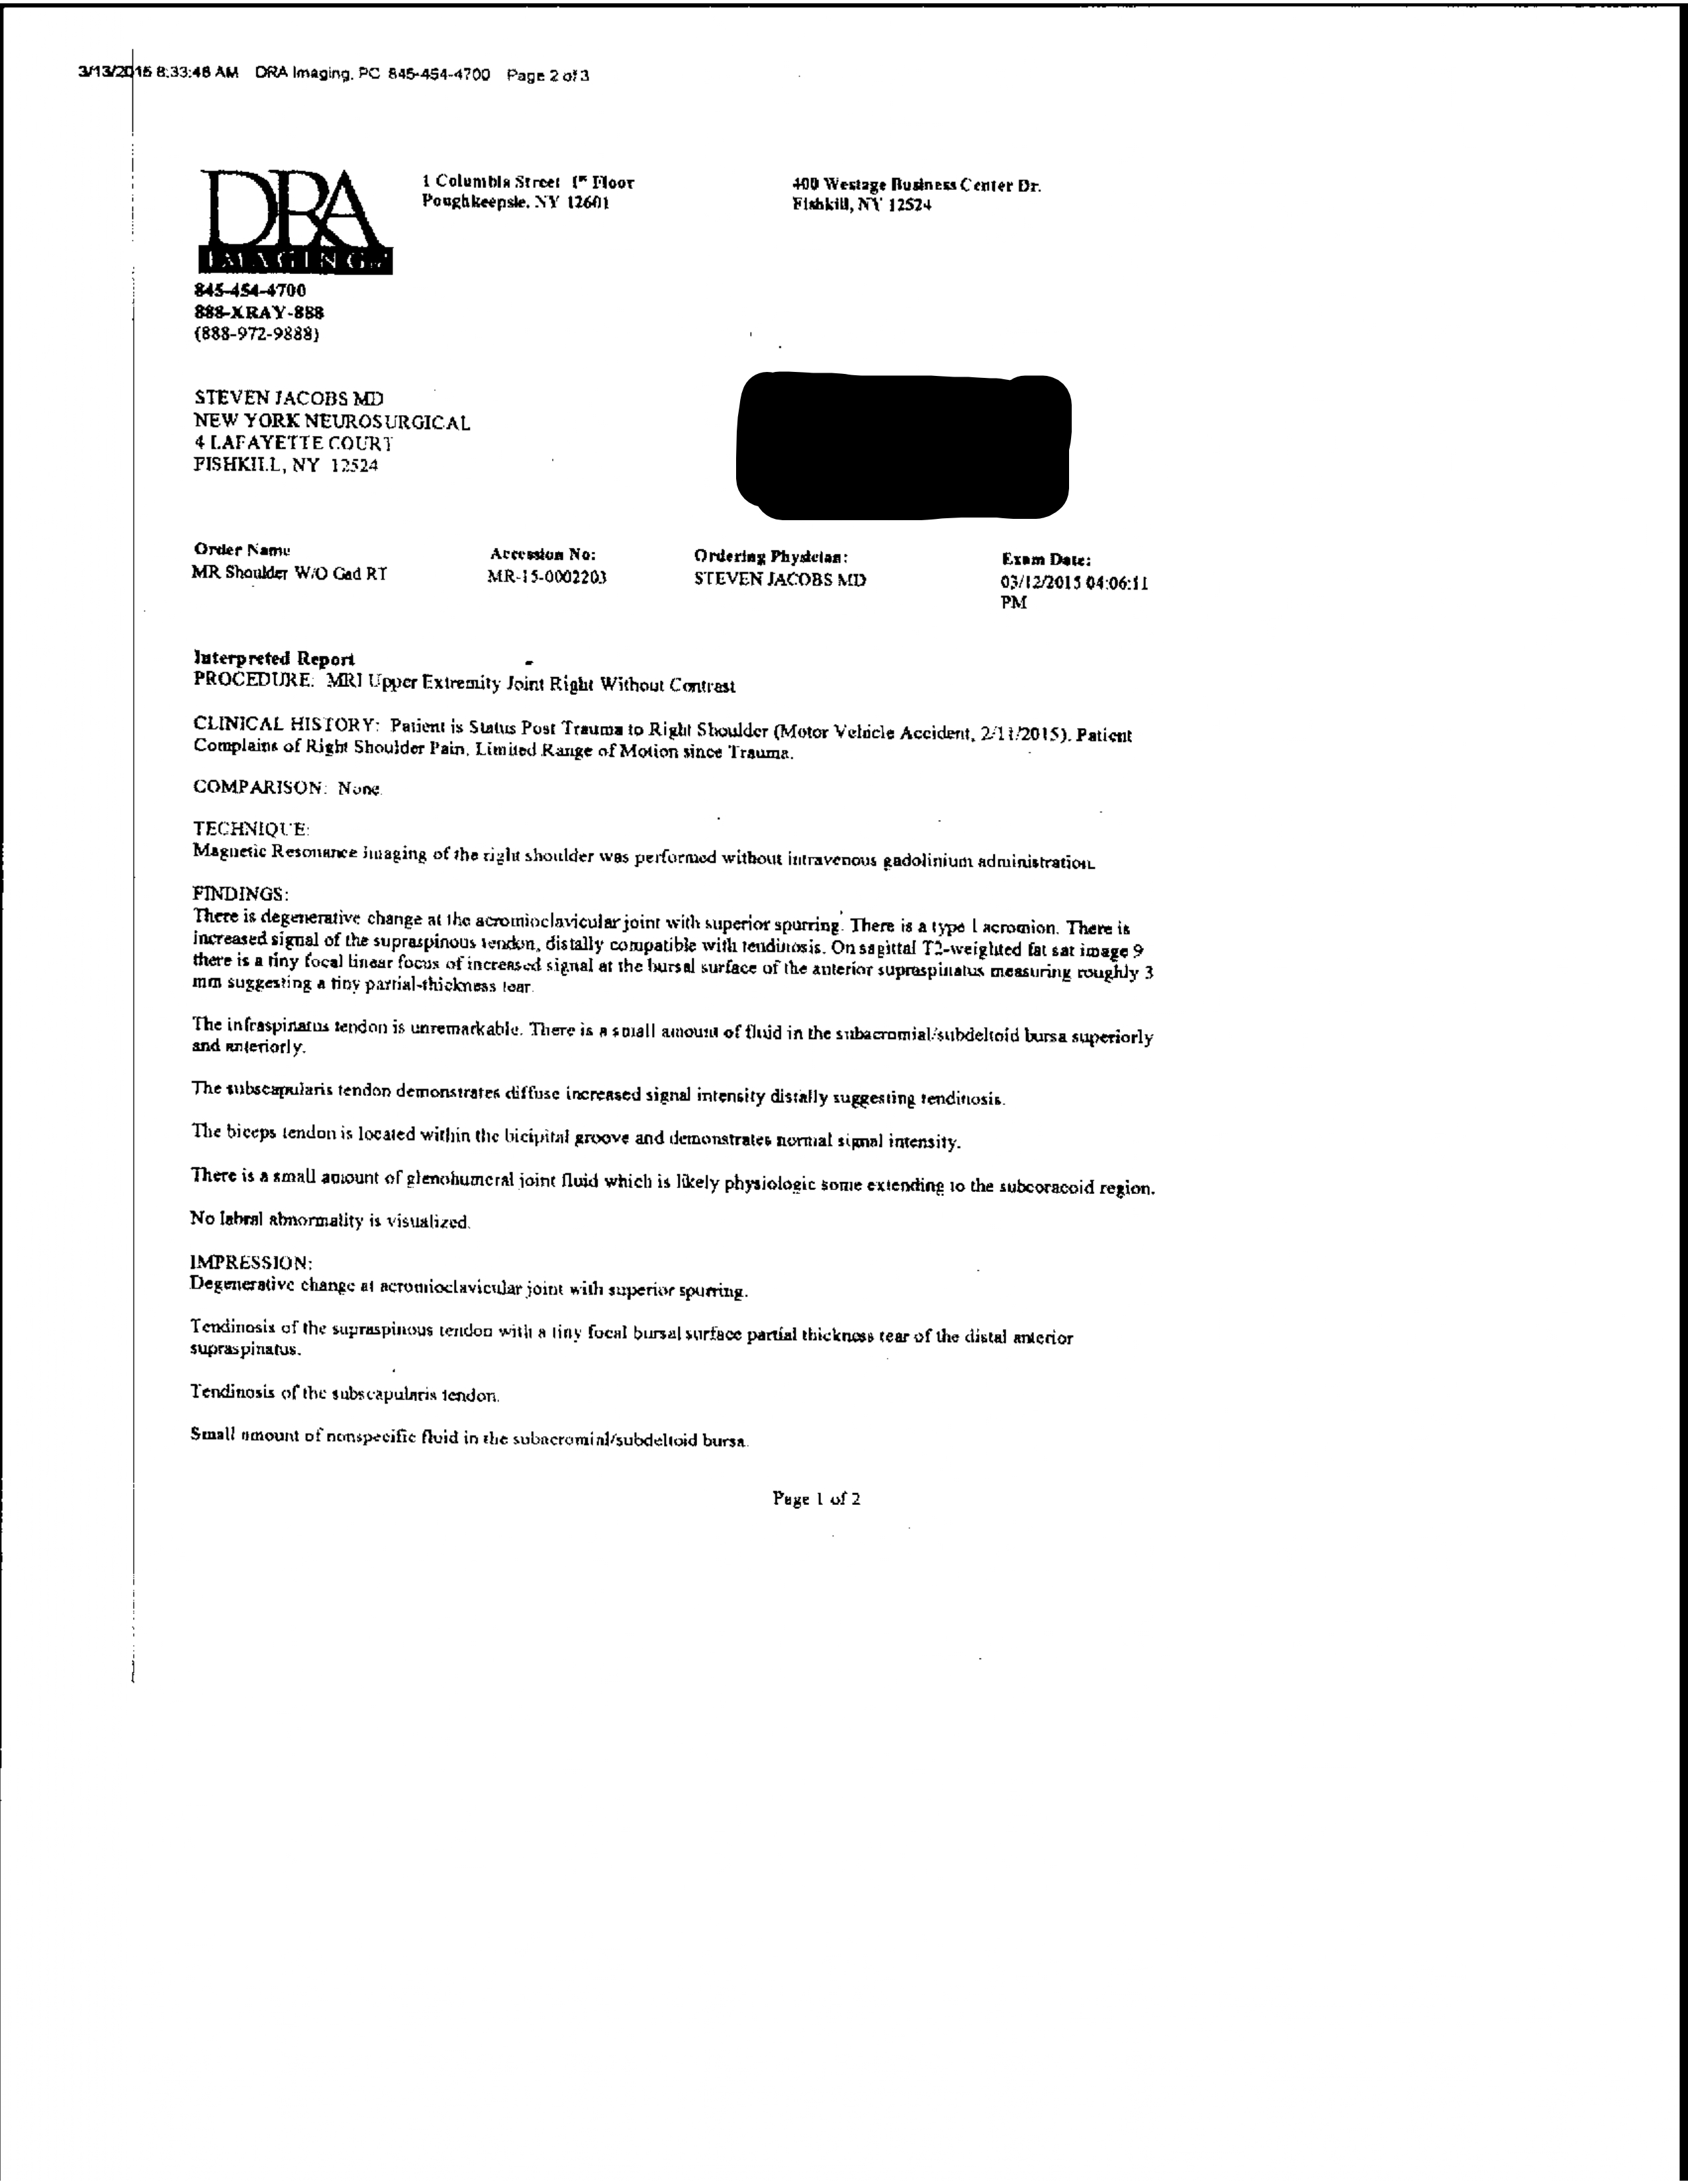 3/13/2015 8:33:46 AM DRA Imaging, PC 845-454-4700 Page 2 of 3
DRA
IMAGING PC
1 Columbia Street 1st Floor
Poughkeepsie, NY 12601
400 Westage Business Center Dr.
Fishkill, NY 12524
845-454-4700
888-XRAY-888
(888-972-9888)
STEVEN JACOBS MD
NEW YORK NEUROSURGICAL
4 LAFAYETTE COURT
FISHKILL, NY 12524
Order Name
MR Shoulder W/O Gad RT
Accession No:
MR-15-0002203
Ordering Physician:
STEVEN JACOBS MD
Exam Date:
03/12/2015 04:06:11
PM
Interpreted Report
PROCEDURE: MRI Upper Extremity Joint Right Without Contrast
CLINICAL HISTORY: Patient is Status Post Trauma to Right Shoulder (Motor Vehicle Accident, 2/11/2015). Patient
Complains of Right Shoulder Pain, Limited Range of Motion since Trauma.
COMPARISON: None.
TECHNIQUE:
Magnetic Resonance imaging of the right shoulder was performed without intravenous gadolinium administration.
FINDINGS:
There is degenerative change at the acromioclavicular joint with superior spurring. There is a type I acromion. There is
increased signal of the supraspinous tendon, distally compatible with tendinosis. On sagittal T2-weighted fat sat image 9
there is a tiny focal linear focus of increased signal at the bursal surface of the anterior supraspinatus measuring roughly 3
mm suggesting a tiny partial-thickness tear.
The infraspinatus tendon is unremarkable. There is a small amount of fluid in the subacromial/subdeltoid bursa superiorly
and anteriorly.
The subscapularis tendon demonstrates diffuse increased signal intensity distally suggesting tendinosis.
The biceps tendon is located within the bicipital groove and demonstrates normal signal intensity.
There is a small amount of glenohumeral joint fluid which is likely physiologic some extending to the subcoracoid region.
No labral abnormality is visualized.
IMPRESSION:
Degenerative change at acromioclavicular joint with superior spurring.
Tendinosis of the supraspinous tendon with a tiny focal bursal surface partial thickness tear of the distal anterior
supraspinatus.
Tendinosis of the subscapularis tendon.
Small amount of nonspecific fluid in the subacromial/subdeltoid bursa.
Page 1 of 2